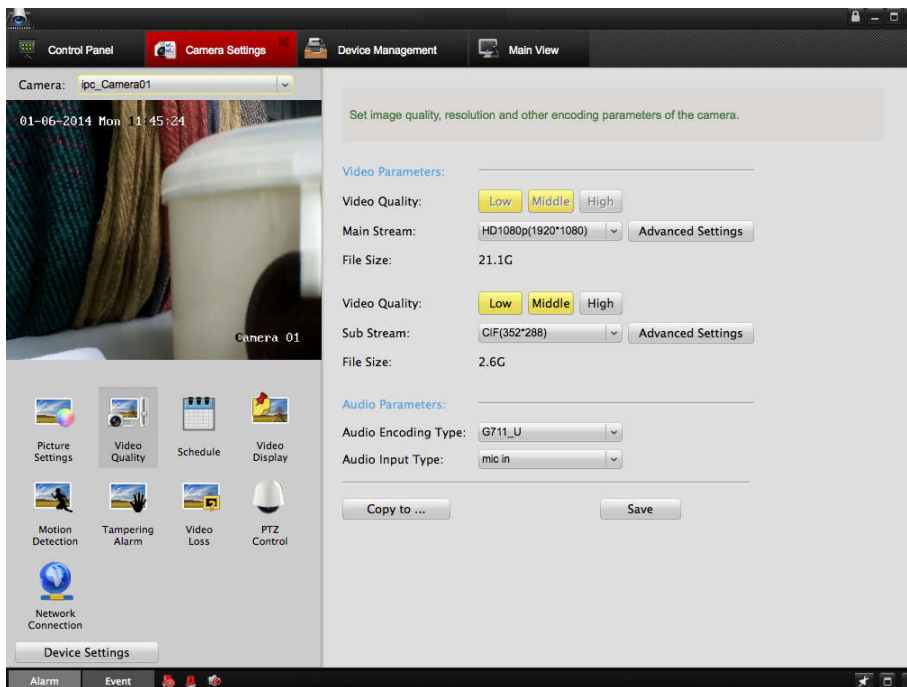 Control Panel
Camera Settings
Device Management
Main View
Camera: ipc_Camera01
01-06-2014 Mon 11:45:24
Camera 01
Picture Settings
Video Quality
Schedule
Video Display
Motion Detection
Tampering Alarm
Video Loss
PTZ Control
Network Connection
Device Settings
Set image quality, resolution and other encoding parameters of the camera.
Video Parameters:
Video Quality: Low Middle High
Main Stream: HD1080p(1920*1080) Advanced Settings
File Size: 21.1G
Video Quality: Low Middle High
Sub Stream: CIF(352*288) Advanced Settings
File Size: 2.6G
Audio Parameters:
Audio Encoding Type: G711_U
Audio Input Type: mic in
Copy to ... Save
Alarm Event